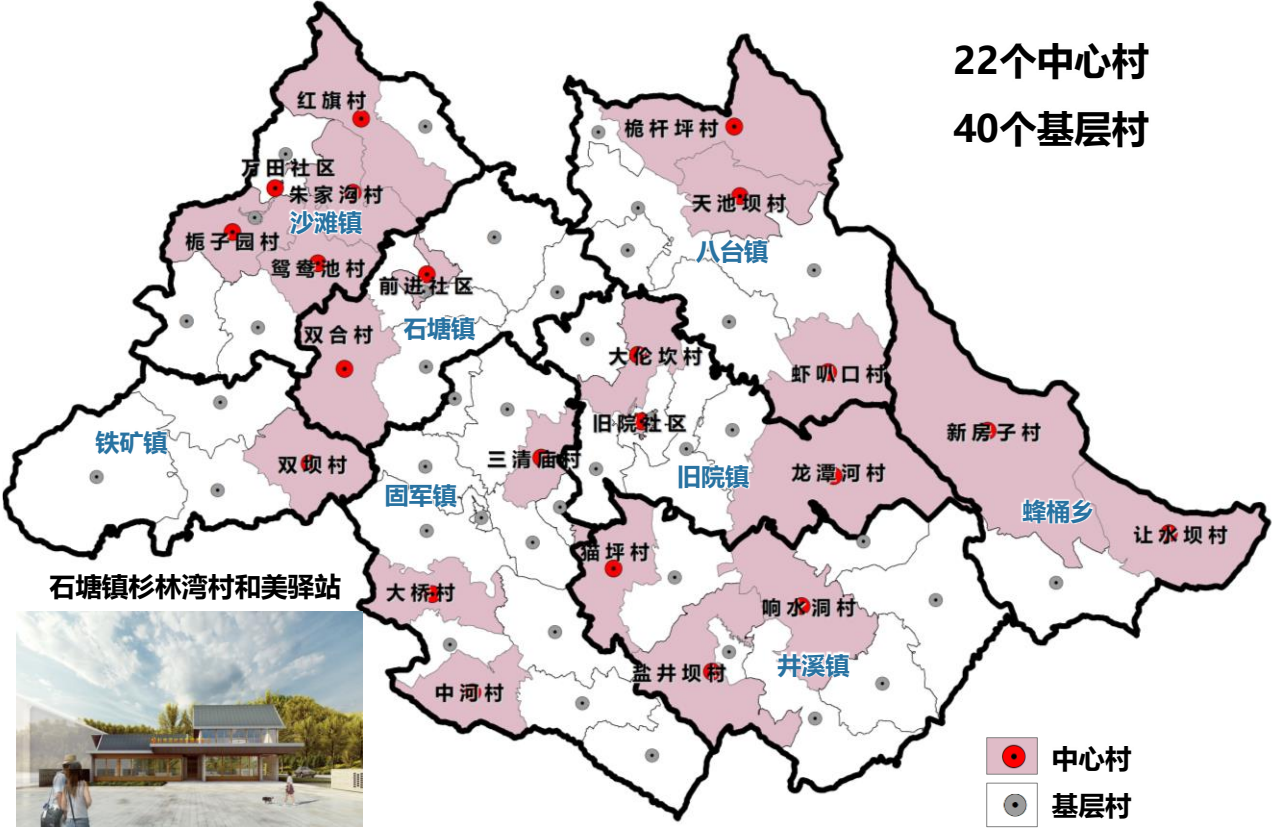 22个中心村
40个基层村
红旗村
桅杆坪村
万田社区
朱家沟村
天池坝村
沙滩镇
栀子园村
八台镇
鸳鸯池村
前进社区
双合村
石塘镇
大伦坎村
虾叭口村
旧院社区
新房子村
铁矿镇
双坝村
三清庙村
旧院镇
龙潭河村
固军镇
蜂桶乡
让水坝村
猫坪村
石塘镇杉林湾村和美驿站
大桥村
响水洞村
盐井坝村
井溪镇
中河村
中心村
基层村